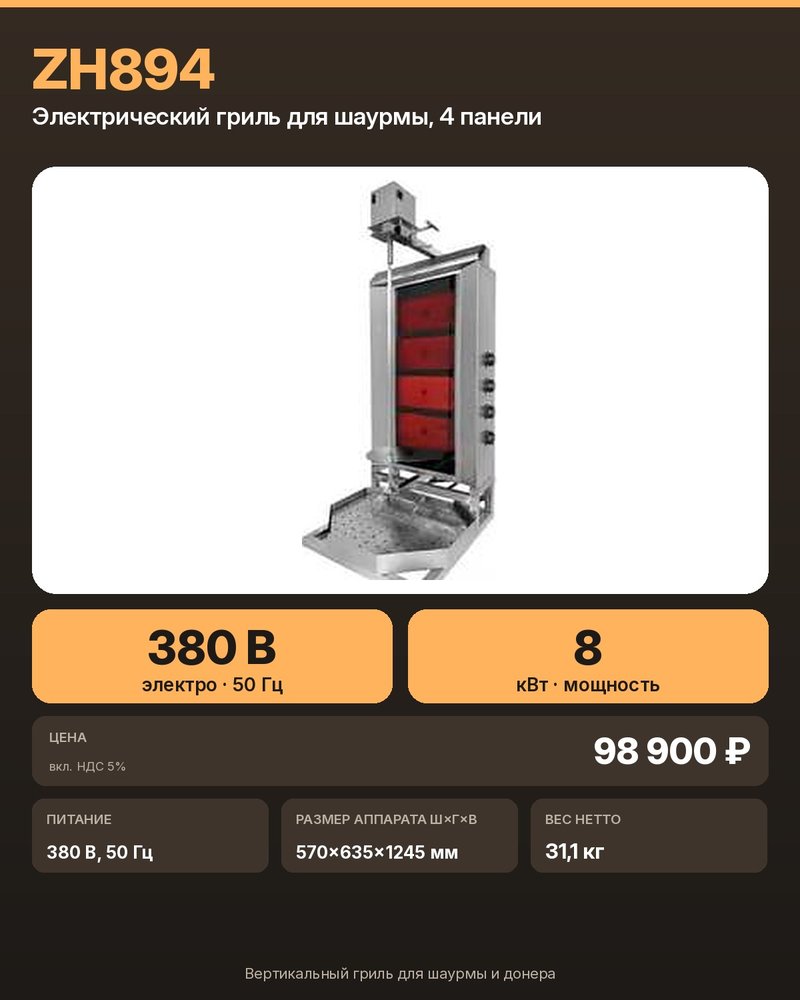 ZH894
Электрический гриль для шаурмы, 4 панели
380 В
электро · 50 Гц
8
кВт · мощность
ЦЕНА
вкл. НДС 5%
98 900 ₽
ПИТАНИЕ
380 В, 50 Гц
РАЗМЕР АППАРАТА Ш×Г×В
570×635×1245 мм
ВЕС НЕТТО
31,1 кг
Вертикальный гриль для шаурмы и донера